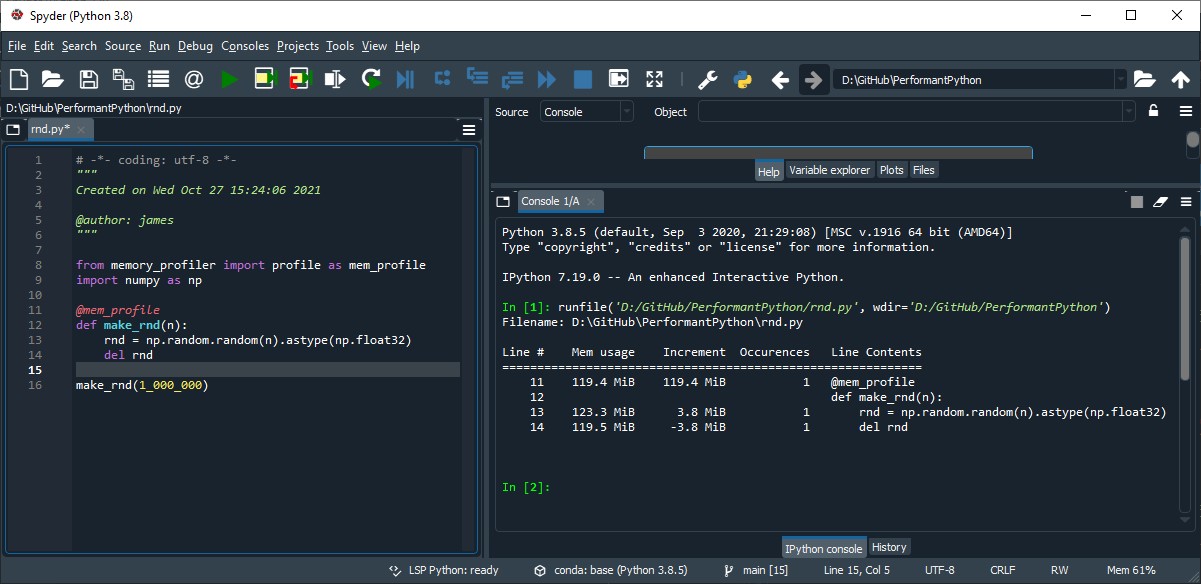 Spyder (Python 3.8)
File Edit Search Source Run Debug Consoles Projects Tools View Help
D:\GitHub\PerformantPython
D:\GitHub\PerformantPython\rnd.py
rnd.py*
1 # -*- coding: utf-8 -*-
2 """
3 Created on Wed Oct 27 15:24:06 2021
4
5 @author: james
6 """
7
8 from memory_profiler import profile as mem_profile
9 import numpy as np
10
11 @mem_profile
12 def make_rnd(n):
13     rnd = np.random.random(n).astype(np.float32)
14     del rnd
15
16 make_rnd(1_000_000)
Source Console Object
Help Variable explorer Plots Files
Console 1/A
Python 3.8.5 (default, Sep  3 2020, 21:29:08) [MSC v.1916 64 bit (AMD64)]
Type "copyright", "credits" or "license" for more information.
IPython 7.19.0 -- An enhanced Interactive Python.
In [1]: runfile('D:/GitHub/PerformantPython/rnd.py', wdir='D:/GitHub/PerformantPython')
Filename: D:\GitHub\PerformantPython\rnd.py
Line #    Mem usage    Increment  Occurences   Line Contents
============================================================
    11    119.4 MiB    119.4 MiB           1   @mem_profile
    12                                         def make_rnd(n):
    13    123.3 MiB      3.8 MiB           1       rnd = np.random.random(n).astype(np.float32)
    14    119.5 MiB     -3.8 MiB           1       del rnd
In [2]:
IPython console History
LSP Python: ready conda: base (Python 3.8.5) main [15] Line 15, Col 5 UTF-8 CRLF RW Mem 61%